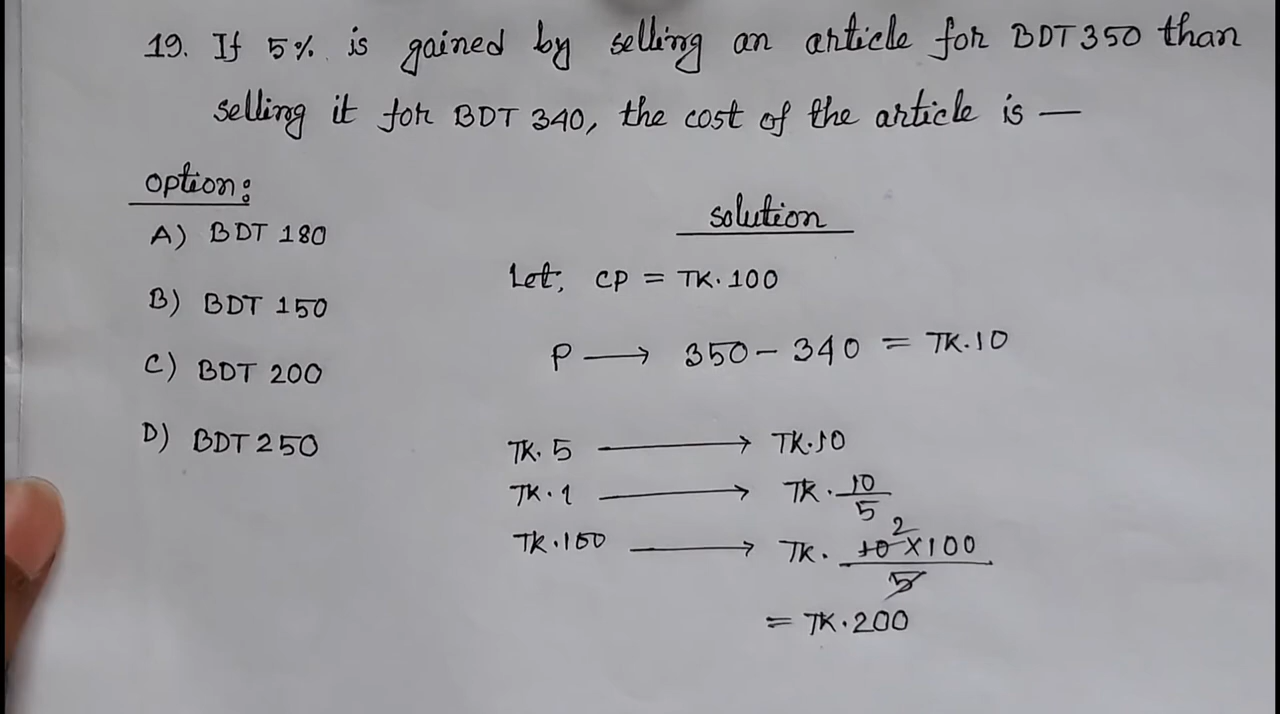 19. If 5% is gained by selling an article for BDT 350 than
selling it for BDT 340, the cost of the article is —
option:
A) BDT 180
B) BDT 150
C) BDT 200
D) BDT 250
solution
Let, CP = TK. 100
P → 350 - 340 = TK. 10
TK. 5 → TK. 10
TK. 1 → TK. 10/5
TK. 100 → TK. 10 2 × 100 / 5
= TK. 200